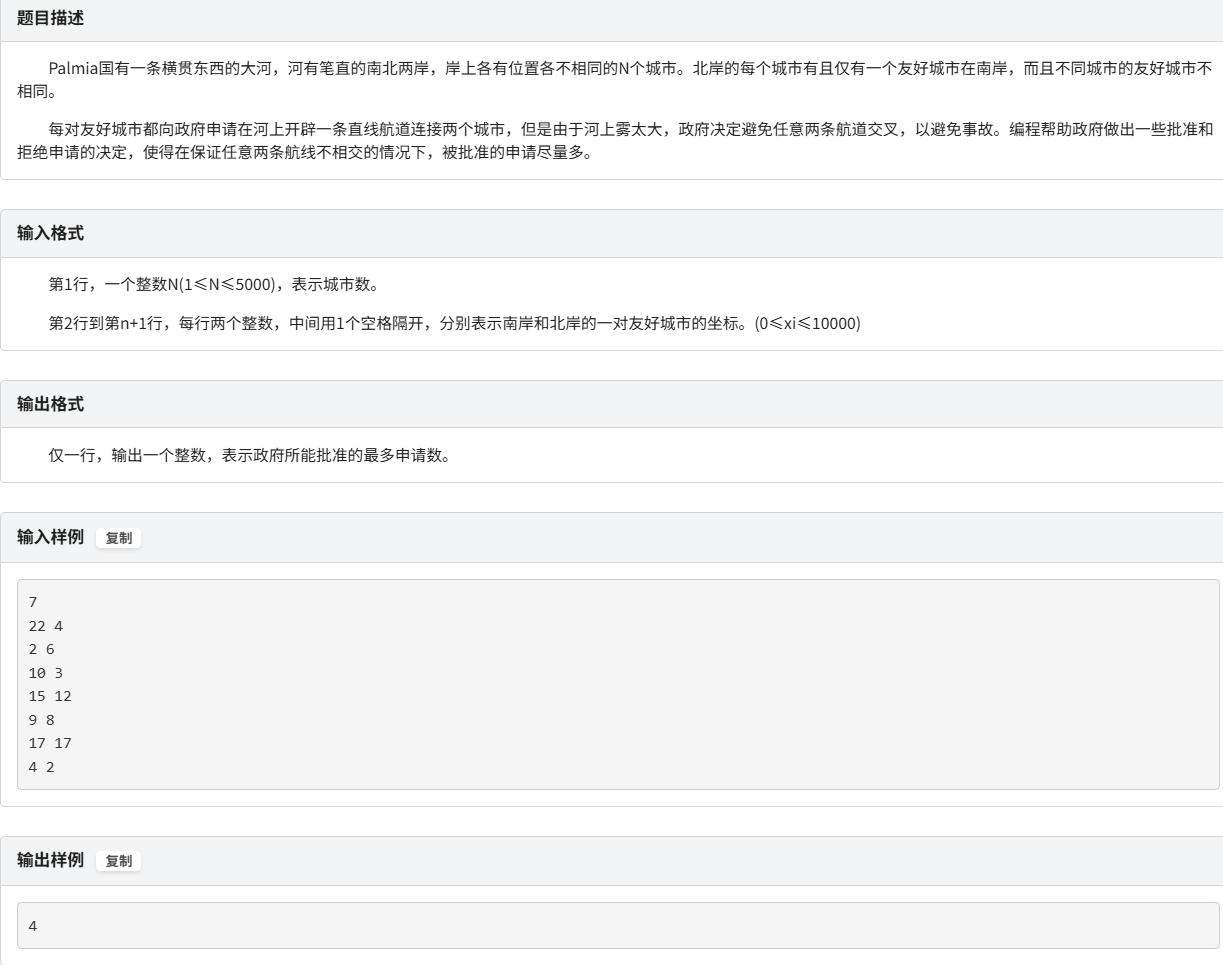 题目描述
Palmia国有一条横贯东西的大河，河有笔直的南北两岸，岸上各有位置各不相同的N个城市。北岸的每个城市有且仅有一个友好城市在南岸，而且不同城市的友好城市不
相同。
每对友好城市都向政府申请在河上开辟一条直线航道连接两个城市，但是由于河上雾太大，政府决定避免任意两条航道交叉，以避免事故。编程帮助政府做出一些批准和
拒绝申请的决定，使得在保证任意两条航线不相交的情况下，被批准的申请尽量多。
输入格式
第1行，一个整数N(1≤N≤5000)，表示城市数。
第2行到第n+1行，每行两个整数，中间用1个空格隔开，分别表示南岸和北岸的一对友好城市的坐标。(0≤xi≤10000)
输出格式
仅一行，输出一个整数，表示政府所能批准的最多申请数。
输入样例 复制
7
22 4
2 6
10 3
15 12
9 8
17 17
4 2
输出样例 复制
4